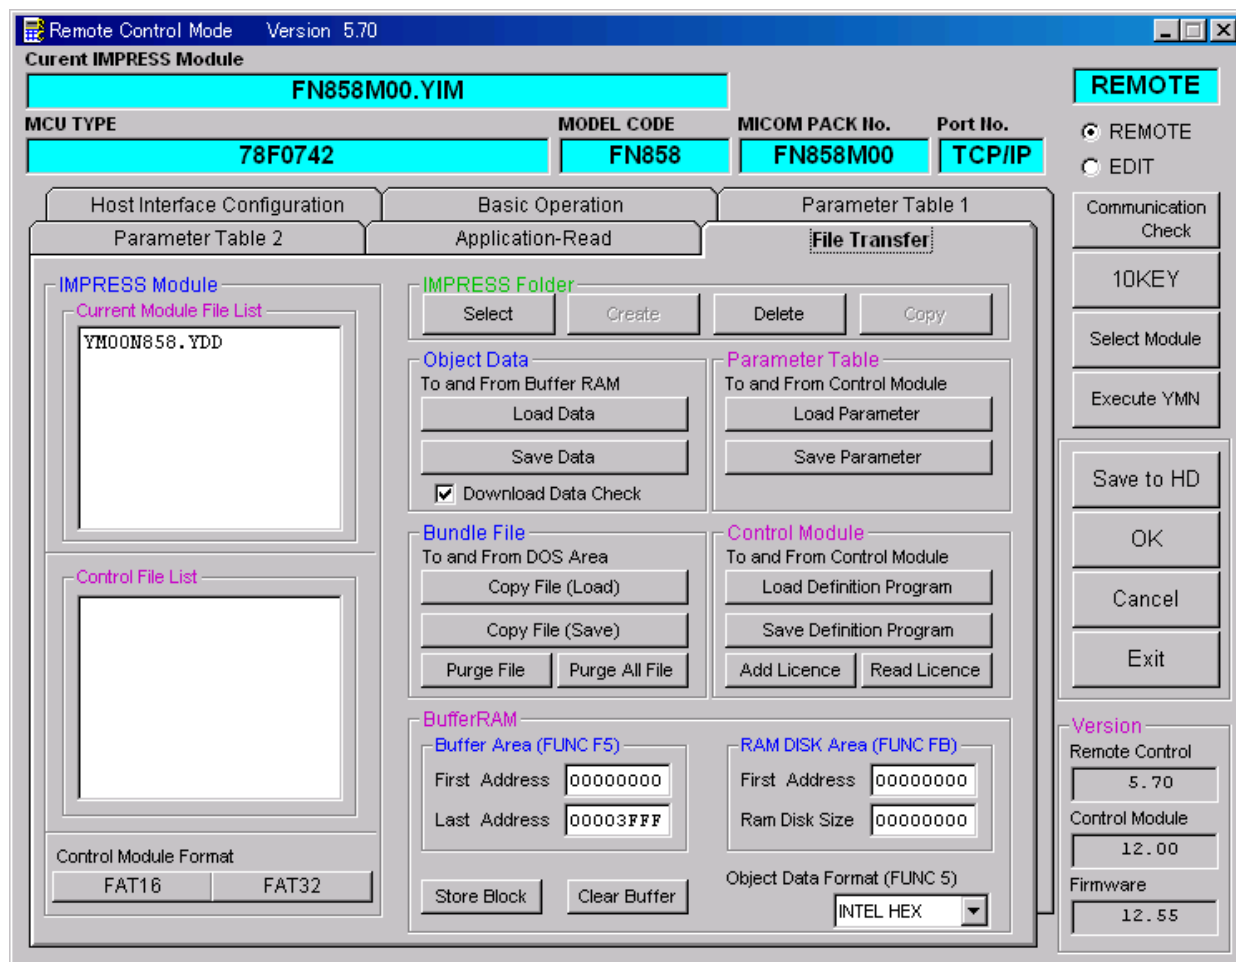 Remote Control Mode Version 5.70
Curent IMPRESS Module
FN858M00.YIM
REMOTE
MCU TYPE MODEL CODE MICOM PACK No. Port No.
78F0742 FN858 FN858M00 TCP/IP
REMOTE
EDIT
Host Interface Configuration Basic Operation Parameter Table 1
Parameter Table 2 Application-Read File Transfer
Communication
Check
10KEY
Select Module
Execute YMN
Save to HD
OK
Cancel
Exit
IMPRESS Module
Current Module File List
YM00N858.YDD
Control File List
Control Module Format
FAT16 FAT32
IMPRESS Folder
Select Create Delete Copy
Object Data
To and From Buffer RAM
Load Data
Save Data
Download Data Check
Parameter Table
To and From Control Module
Load Parameter
Save Parameter
Bundle File
To and From DOS Area
Copy File (Load)
Copy File (Save)
Purge File Purge All File
Control Module
To and From Control Module
Load Definition Program
Save Definition Program
Add Licence Read Licence
BufferRAM
Buffer Area (FUNC F5)
First Address 00000000
Last Address 00003FFF
RAM DISK Area (FUNC FB)
First Address 00000000
Ram Disk Size 00000000
Store Block Clear Buffer
Object Data Format (FUNC 5)
INTEL HEX
Version
Remote Control
5.70
Control Module
12.00
Firmware
12.55